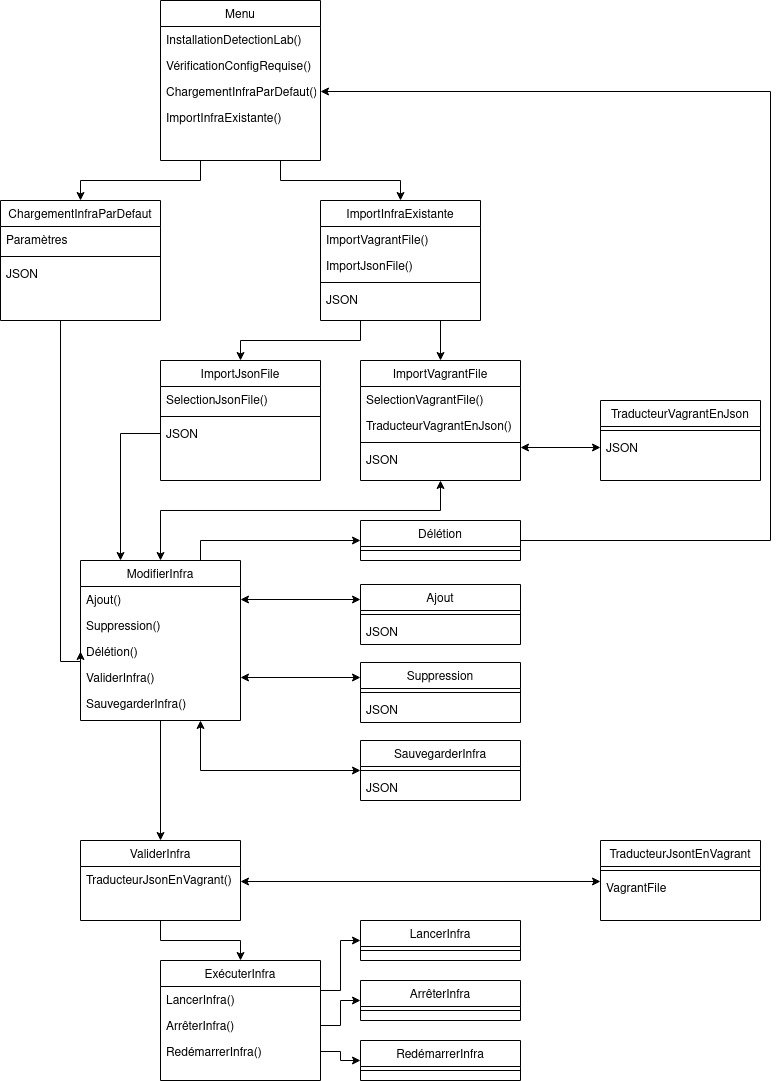 Menu
InstallationDetectionLab()
VérificationConfigRequise()
ChargementInfraParDefaut()
ImportInfraExistante()
ChargementInfraParDefaut
Paramètres
JSON
ImportInfraExistante
ImportVagrantFile()
ImportJsonFile()
JSON
ImportJsonFile
SelectionJsonFile()
JSON
ImportVagrantFile
SelectionVagrantFile()
TraducteurVagrantEnJson()
JSON
TraducteurVagrantEnJson
JSON
Délétion
ModifierInfra
Ajout()
Suppression()
Délétion()
ValiderInfra()
SauvegarderInfra()
Ajout
JSON
Suppression
JSON
SauvegarderInfra
JSON
ValiderInfra
TraducteurJsonEnVagrant()
TraducteurJsontEnVagrant
VagrantFile
LancerInfra
ExécuterInfra
LancerInfra()
ArrêterInfra()
RedémarrerInfra()
ArrêterInfra
RedémarrerInfra